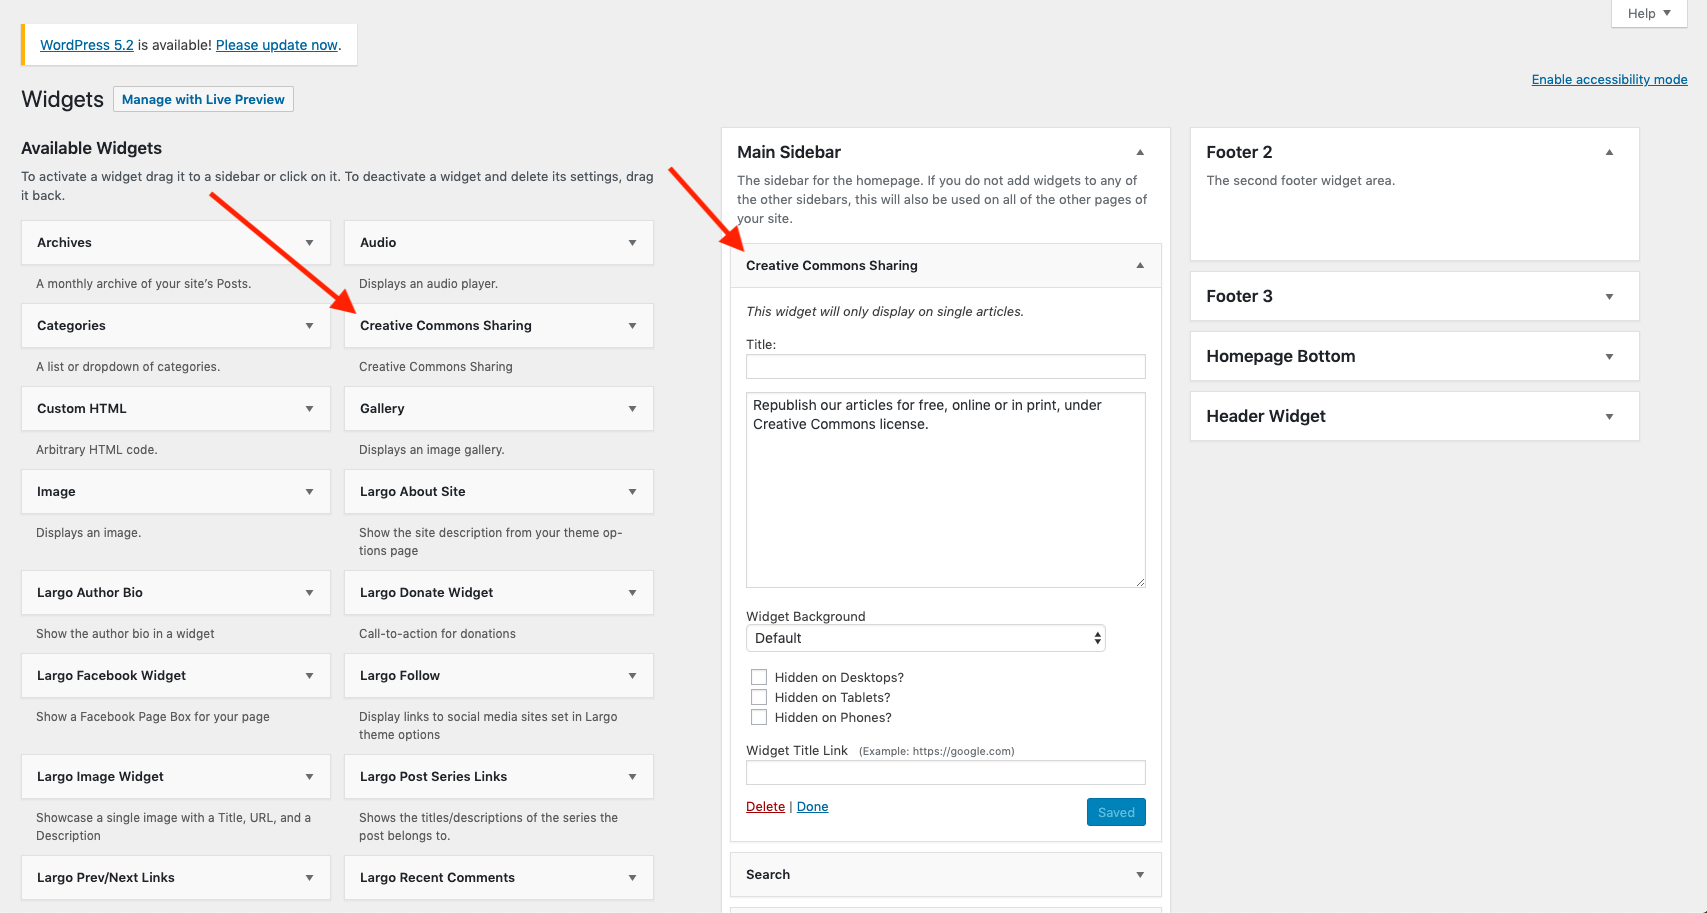 Help
WordPress 5.2 is available! Please update now.
Enable accessibility mode
Widgets
Manage with Live Preview
Available Widgets
To activate a widget drag it to a sidebar or click on it. To deactivate a widget and delete its settings, drag
it back.
Archives
A monthly archive of your site’s Posts.
Audio
Displays an audio player.
Categories
A list or dropdown of categories.
Creative Commons Sharing
Creative Commons Sharing
Custom HTML
Arbitrary HTML code.
Gallery
Displays an image gallery.
Image
Displays an image.
Largo About Site
Show the site description from your theme op-
tions page
Largo Author Bio
Show the author bio in a widget
Largo Donate Widget
Call-to-action for donations
Largo Facebook Widget
Show a Facebook Page Box for your page
Largo Follow
Display links to social media sites set in Largo
theme options
Largo Image Widget
Showcase a single image with a Title, URL, and a
Description
Largo Post Series Links
Shows the titles/descriptions of the series the
post belongs to.
Largo Prev/Next Links
Largo Recent Comments
Main Sidebar
The sidebar for the homepage. If you do not add widgets to any of
the other sidebars, this will also be used on all of the other pages of
your site.
Creative Commons Sharing
This widget will only display on single articles.
Title:
Republish our articles for free, online or in print, under
Creative Commons license.
Widget Background
Default
Hidden on Desktops?
Hidden on Tablets?
Hidden on Phones?
Widget Title Link (Example: https://google.com)
Delete | Done
Saved
Search
Footer 2
The second footer widget area.
Footer 3
Homepage Bottom
Header Widget